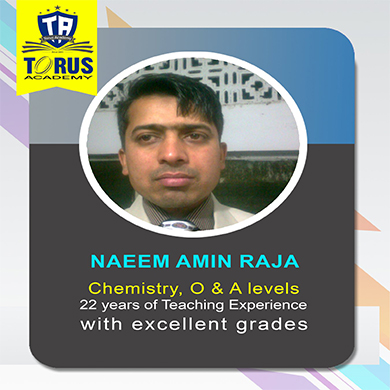 TA
TORUS
ACADEMY
NAEEM AMIN RAJA
Chemistry, O & A levels
22 years of Teaching Experience
with excellent grades